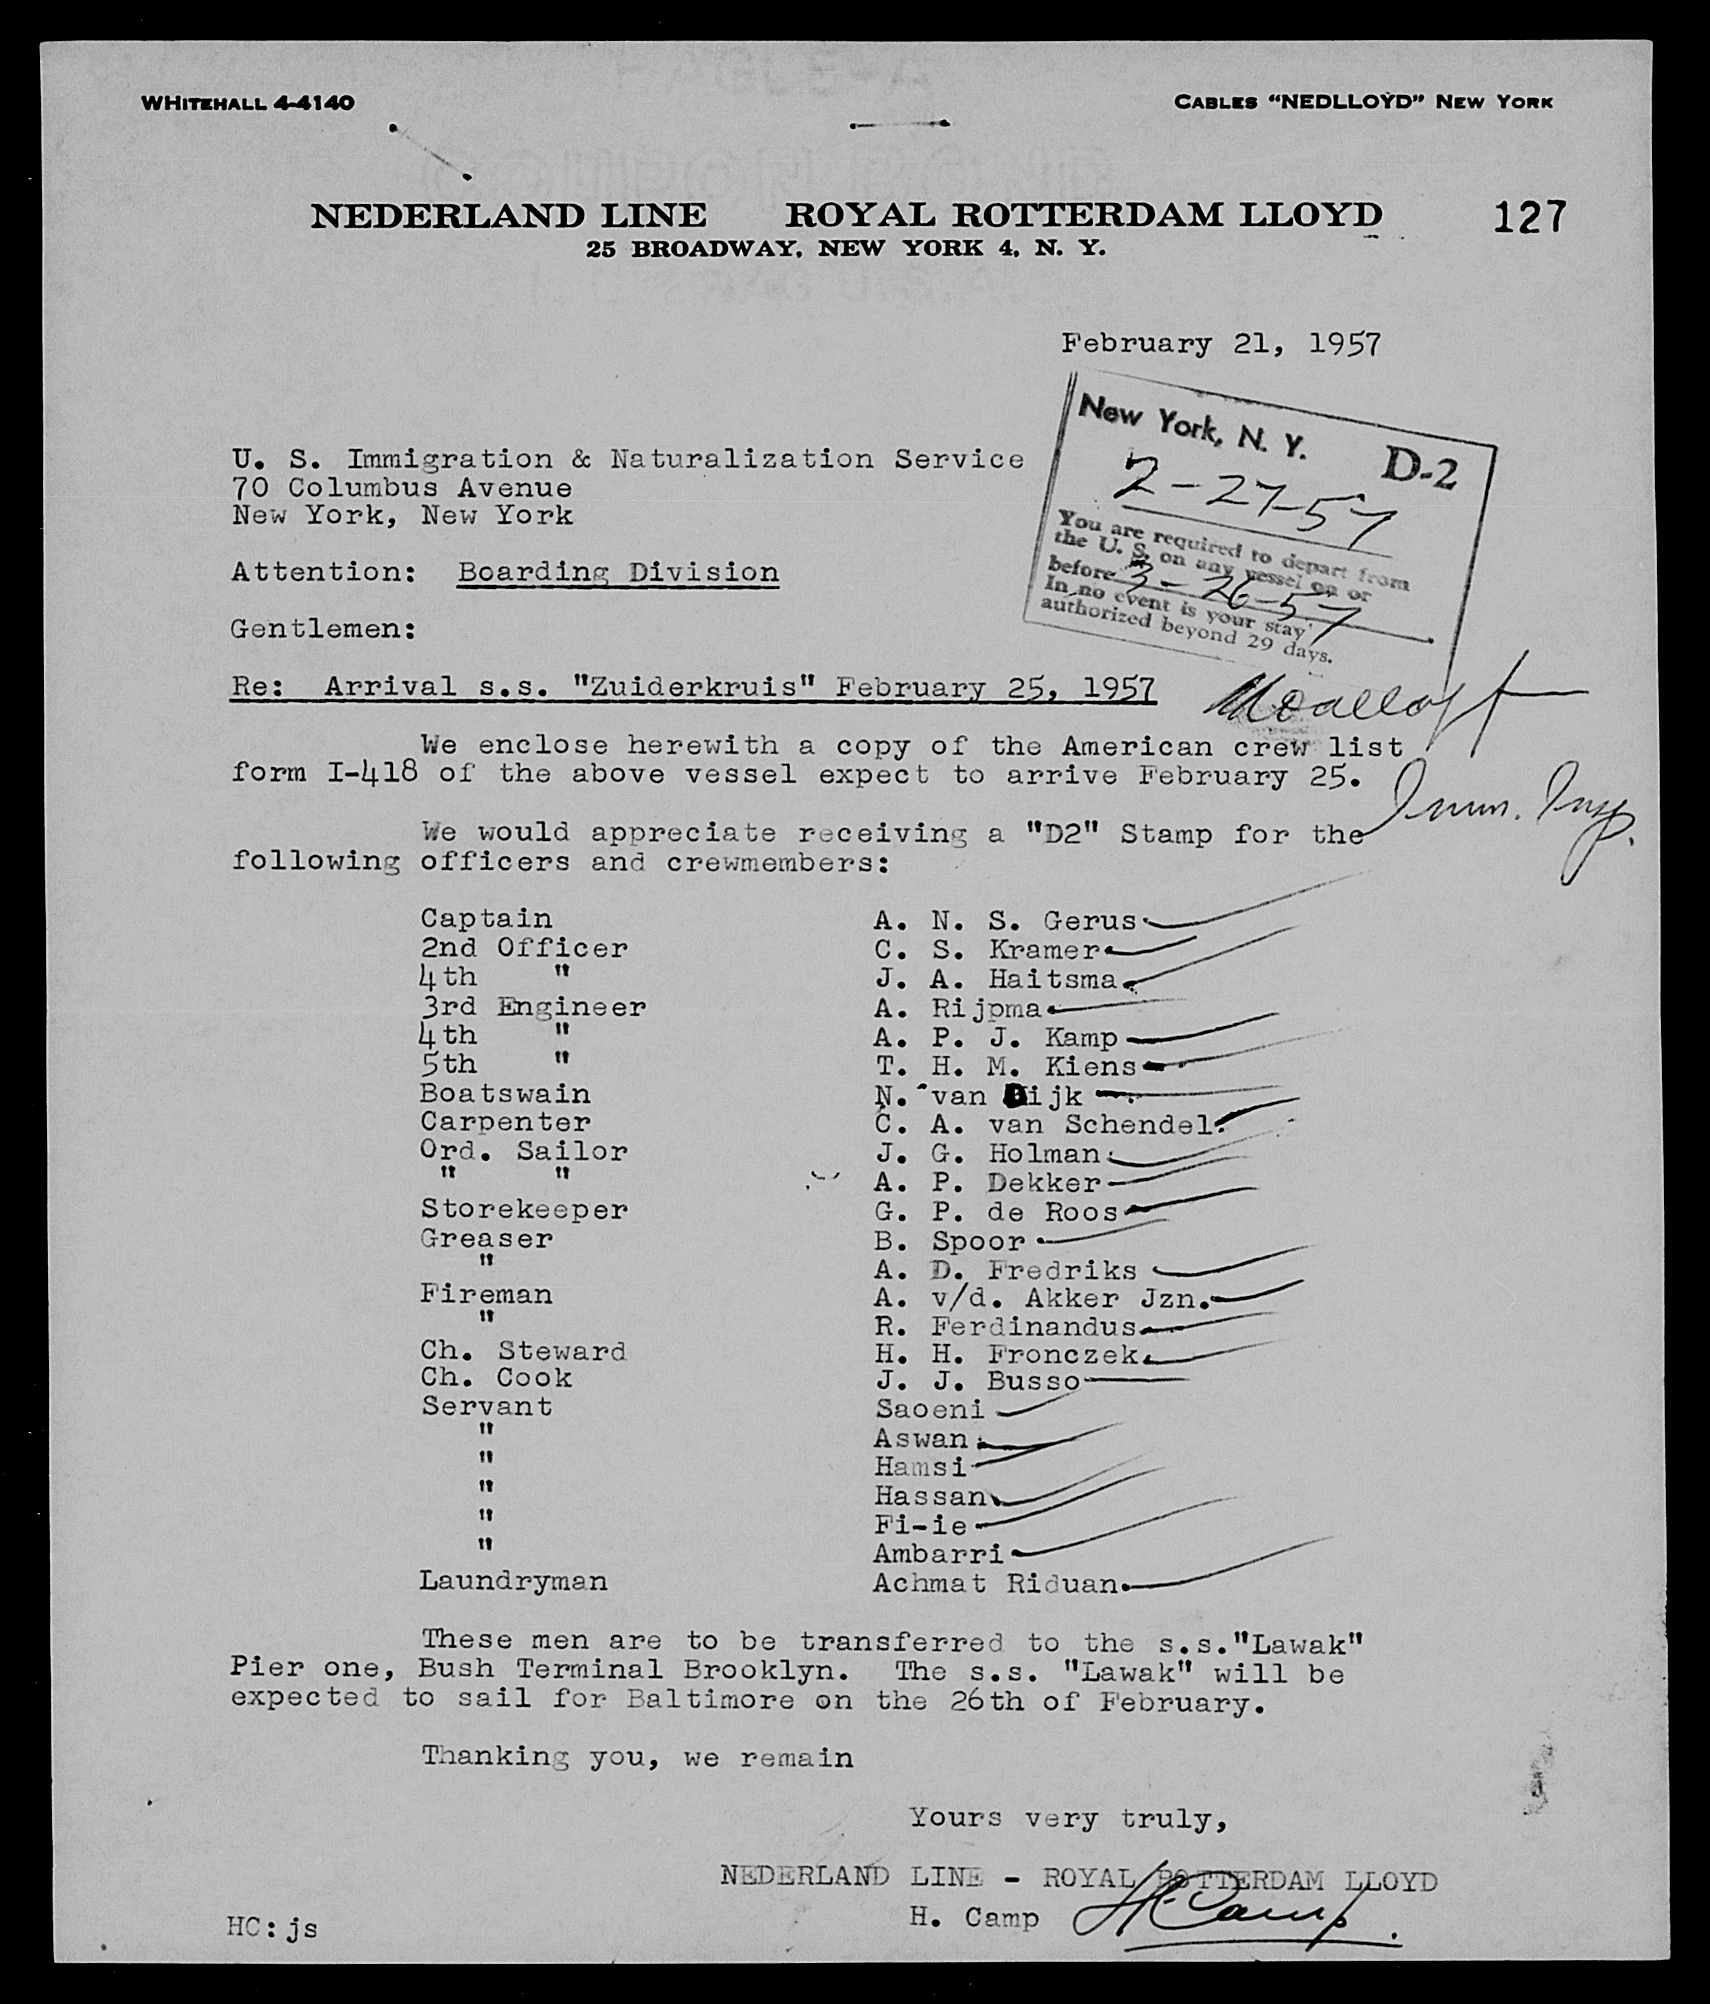 WHITEHALL 4-4140
CABLES "NEDLLOYD" NEW YORK
NEDERLAND LINE ROYAL ROTTERDAM LLOYD 127
25 BROADWAY, NEW YORK 4, N. Y.
February 21, 1957
New York, N. Y. D-2
2-27-57
You are required to depart from
the U. S. on any vessel on or
before 3-26-57
In no event is your stay
authorized beyond 29 days.
U. S. Immigration & Naturalization Service
70 Columbus Avenue
New York, New York
Attention: Boarding Division
Gentlemen:
Re: Arrival s.s. "Zuiderkruis" February 25, 1957
We enclose herewith a copy of the American crew list
form I-418 of the above vessel expect to arrive February 25.
Imm. Insp.
We would appreciate receiving a "D2" Stamp for the
following officers and crewmembers:
Captain A. N. S. Gerus
2nd Officer C. S. Kramer
4th " J. A. Haitsma
3rd Engineer A. Rijpma
4th " A. P. J. Kamp
5th " T. H. M. Kiens
Boatswain N. van Dijk
Carpenter C. A. van Schendel.
Ord. Sailor J. G. Holman
" " A. P. Dekker
Storekeeper G. P. de Roos
Greaser B. Spoor
" A. D. Fredriks
Fireman A. v/d. Akker Jzn.
" R. Ferdinandus
Ch. Steward H. H. Fronczek
Ch. Cook J. J. Busso
Servant Saoeni
" Aswan
" Hamsi
" Hassan
" Fi-ie
" Ambarri
Laundryman Achmat Riduan
These men are to be transferred to the s.s."Lawak"
Pier one, Bush Terminal Brooklyn. The s.s. "Lawak" will be
expected to sail for Baltimore on the 26th of February.
Thanking you, we remain
Yours very truly,
NEDERLAND LINE - ROYAL ROTTERDAM LLOYD
H. Camp H. Camp
HC:js